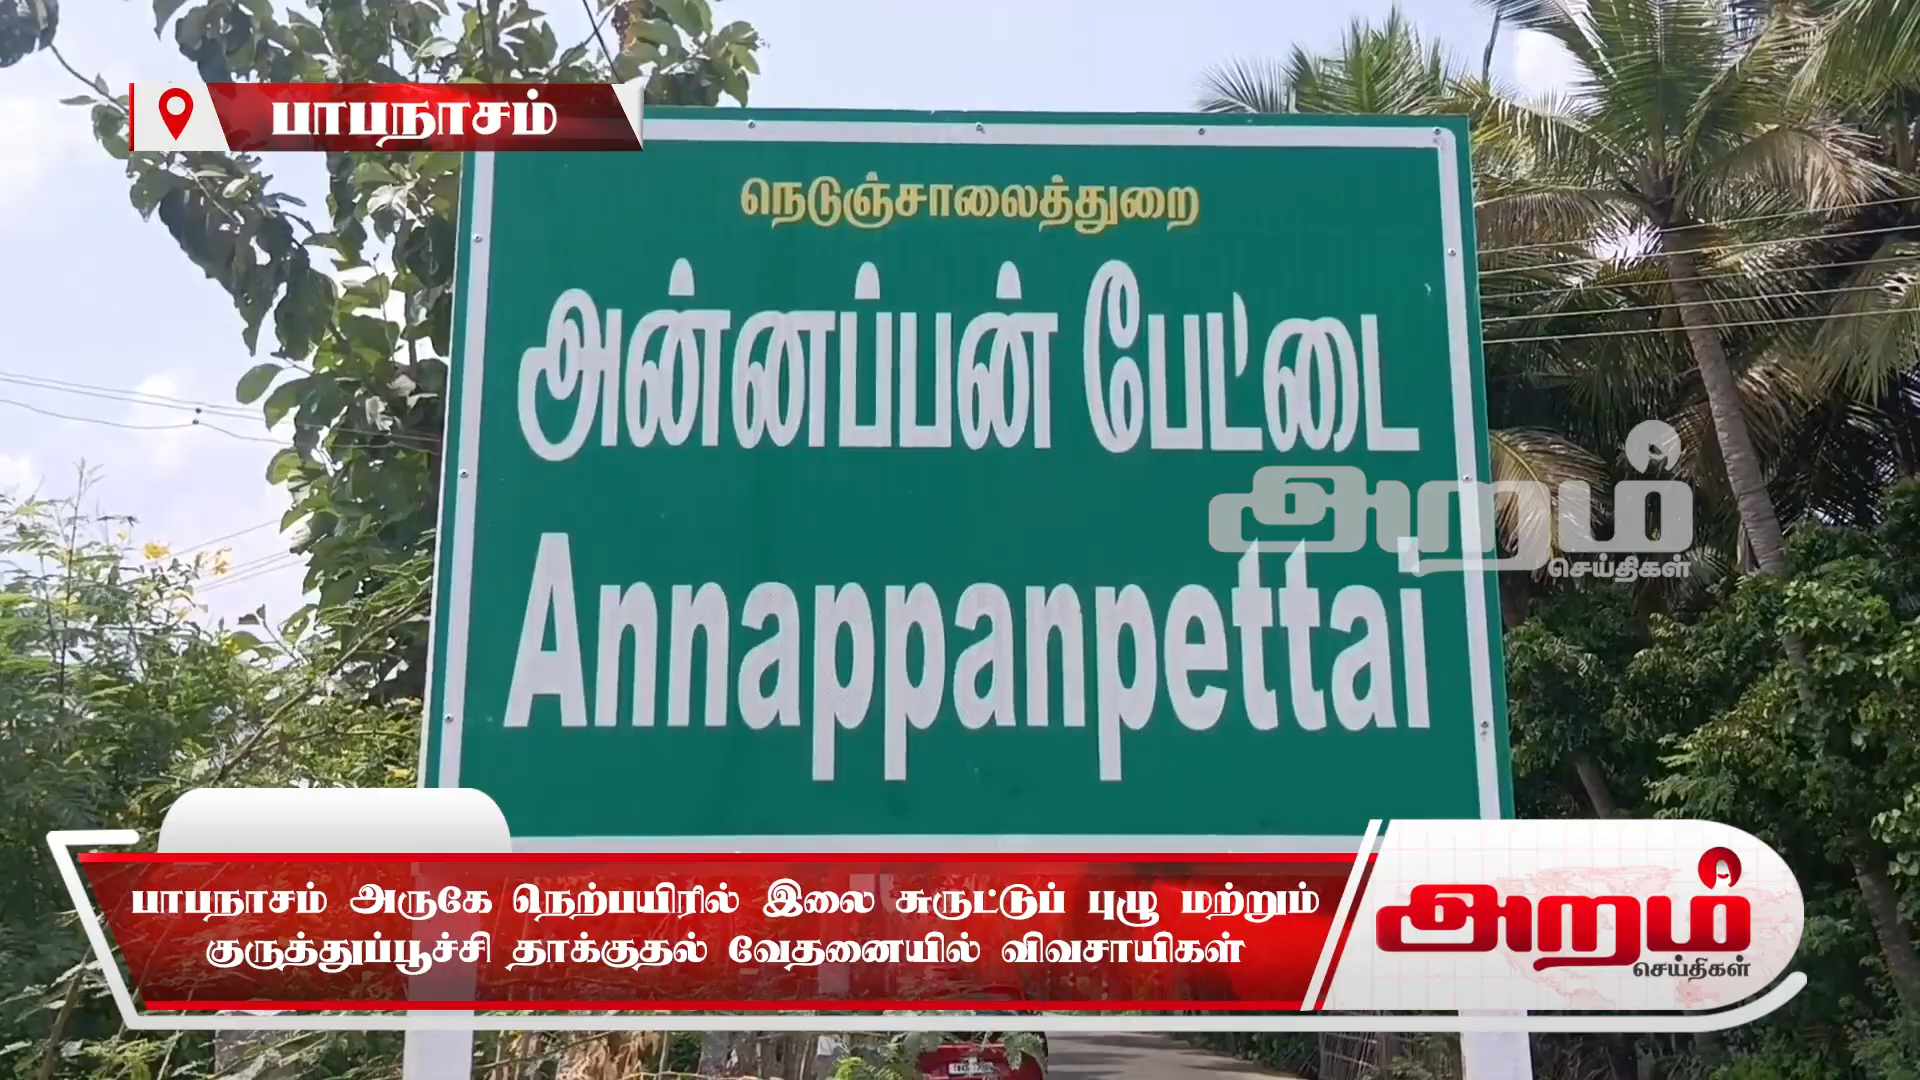 பாபநாசம்
நெடுஞ்சாலைத்துறை
அன்னப்பன் பேட்டை
அறம்
செய்திகள்
Annappanpettai
பாபநாசம் அருகே நெற்பயிரில் இலை சுருட்டுப் புழு மற்றும்
குருத்துப்பூச்சி தாக்குதல் வேதனையில் விவசாயிகள்
அறம்
செய்திகள்